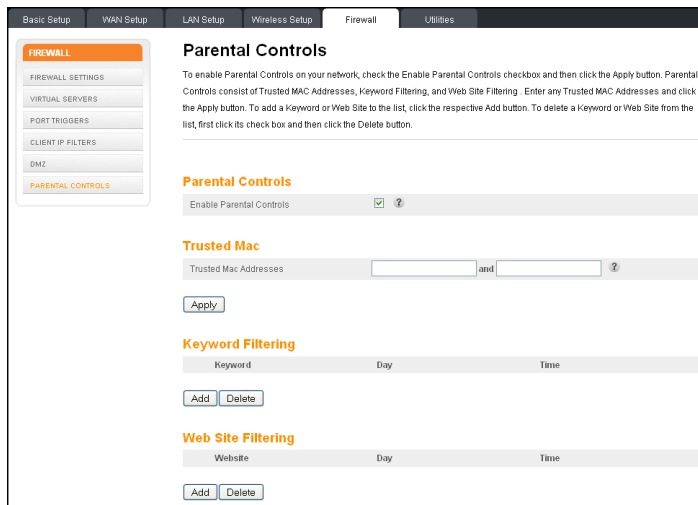 Basic Setup WAN Setup LAN Setup Wireless Setup Firewall Utilities
FIREWALL
FIREWALL SETTINGS
VIRTUAL SERVERS
PORT TRIGGERS
CLIENT IP FILTERS
DMZ
PARENTAL CONTROLS
Parental Controls
To enable Parental Controls on your network, check the Enable Parental Controls checkbox and then click the Apply button. Parental
Controls consist of Trusted MAC Addresses, Keyword Filtering, and Web Site Filtering . Enter any Trusted MAC Addresses and click
the Apply button. To add a Keyword or Web Site to the list, click the respective Add button. To delete a Keyword or Web Site from the
list, first click its check box and then click the Delete button.
Parental Controls
Enable Parental Controls ?
Trusted Mac
Trusted Mac Addresses and ?
Apply
Keyword Filtering
Keyword Day Time
Add Delete
Web Site Filtering
Website Day Time
Add Delete